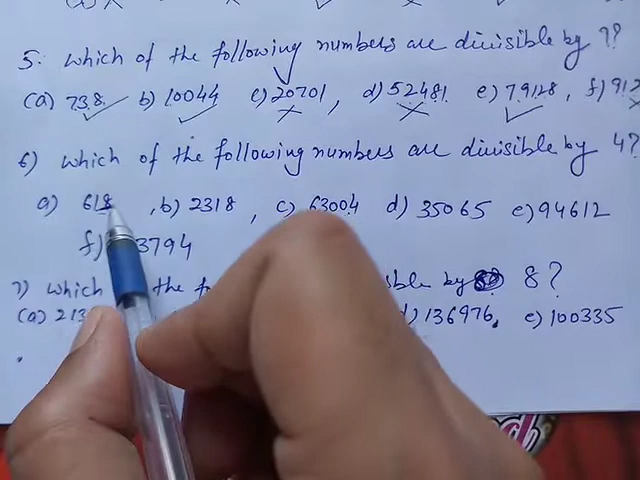 5. Which of the following numbers are divisible by 7?
(a) 738 b) 10044 c) 20701, d) 52481 e) 79128, f) 912
6) Which of the following numbers are divisible by 4?
a) 618, b) 2318, c) 63004 d) 35065 e) 94612
f) 3794
7) Which the by 8?
(a) 213 d) 136976, e) 100335